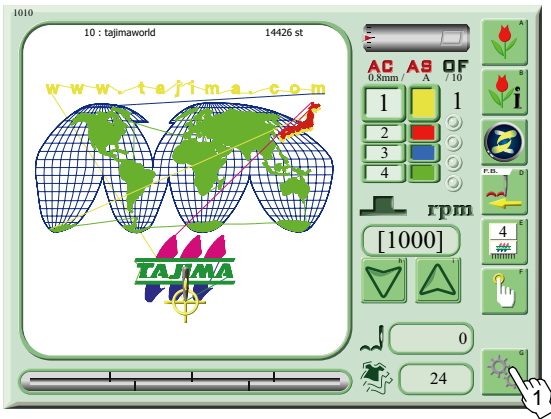 1010
10 : tajimaworld 14426 st
www.tajima.com
TAJIMA
AC AS OF
0.8mm / A / 10
1 1
2
3
4
rpm
[1000]
h i
0
24
A
B
i
F.B. D
E
4
F
G
1